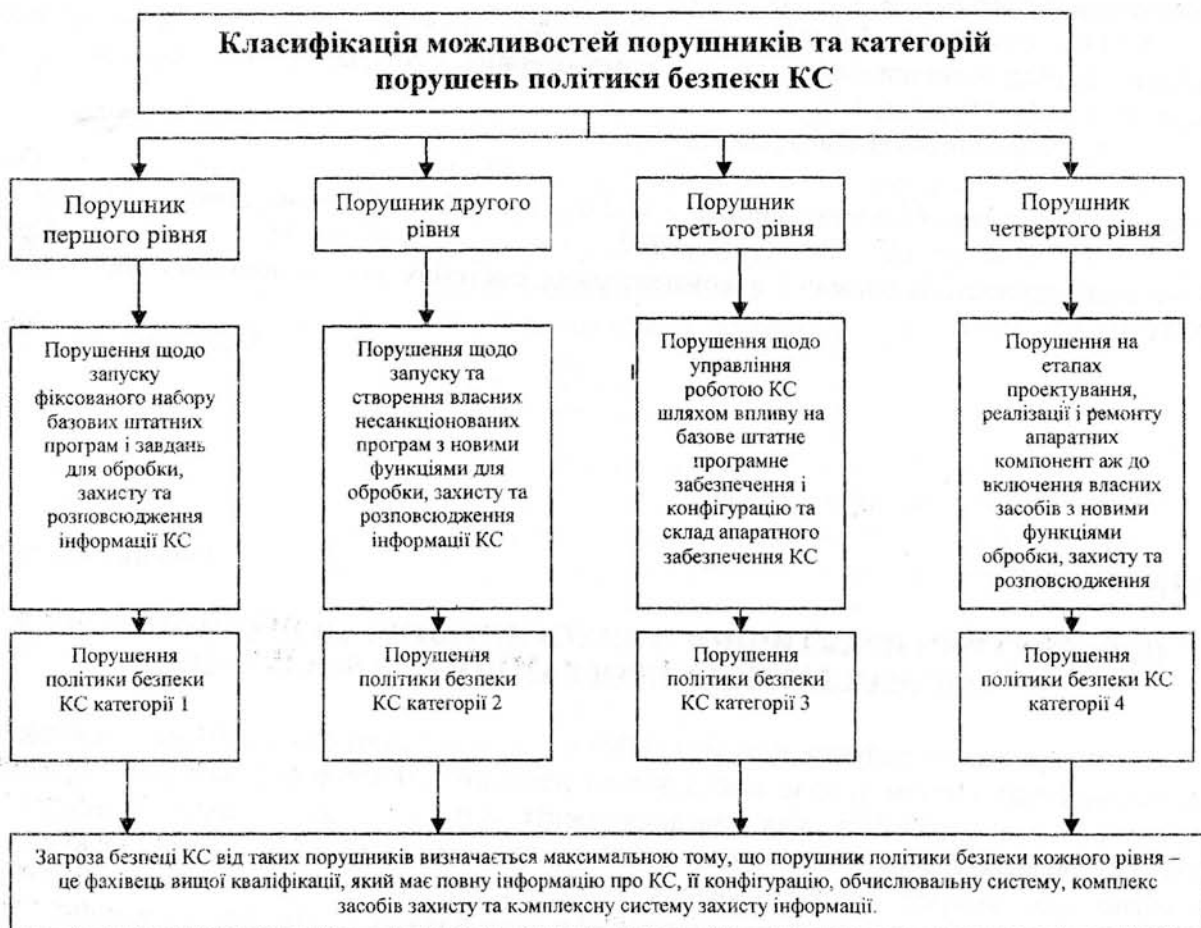 Класифікація можливостей порушників та категорій
порушень політики безпеки КС
Порушник
першого рівня
Порушник другого
рівня
Порушник
третього рівня
Порушник
четвертого рівня
Порушення щодо
запуску
фіксованого набору
базових штатних
програм і завдань
для обробки,
захисту та
розповсюдження
інформації КС
Порушення щодо
запуску та
створення власних
несанкціонованих
програм з новими
функціями для
обробки, захисту та
розповсюдження
інформації КС
Порушення щодо
управління
роботою КС
шляхом впливу на
базове штатне
програмне
забезпечення і
конфігурацію та
склад апаратного
забезпечення КС
Порушення на
етапах
проектування,
реалізації і ремонту
апаратних
компонент аж до
включення власних
засобів з новими
функціями
обробки, захисту та
розповсюдження
Порушення
політики безпеки
КС категорії 1
Порушення
політики безпеки
КС категорії 2
Порушення
політики безпеки
КС категорії 3
Порушення
політики безпеки КС
категорії 4
Загроза безпеці КС від таких порушників визначається максимальною тому, що порушник політики безпеки кожного рівня –
це фахівець вищої кваліфікації, який має повну інформацію про КС, її конфігурацію, обчислювальну систему, комплекс
засобів захисту та комплексну систему захисту інформації.